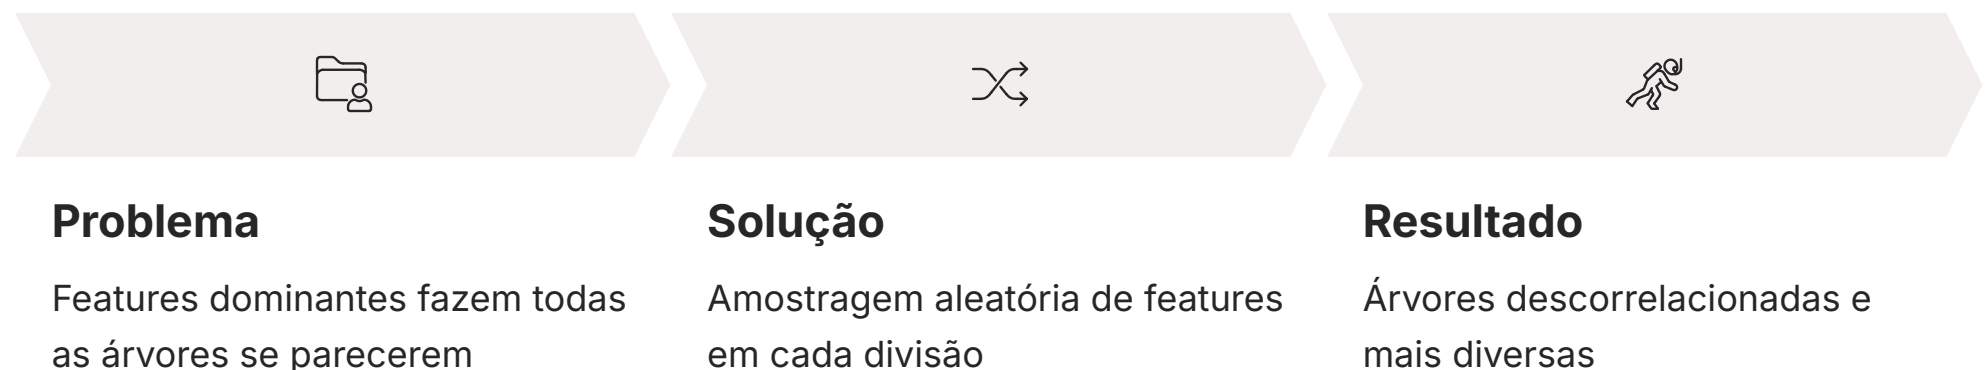 Problema
Features dominantes fazem todas
as árvores se parecerem
Solução
Amostragem aleatória de features
em cada divisão
Resultado
Árvores descorrelacionadas e
mais diversas